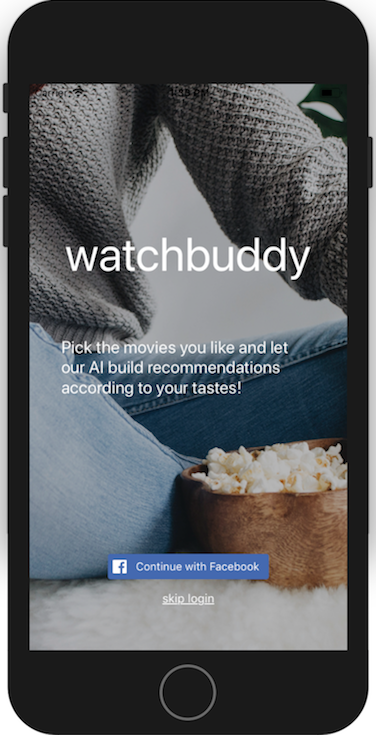 watchbuddy
Pick the movies you like and let
our AI build recommendations
according to your tastes!
Continue with Facebook
skip login